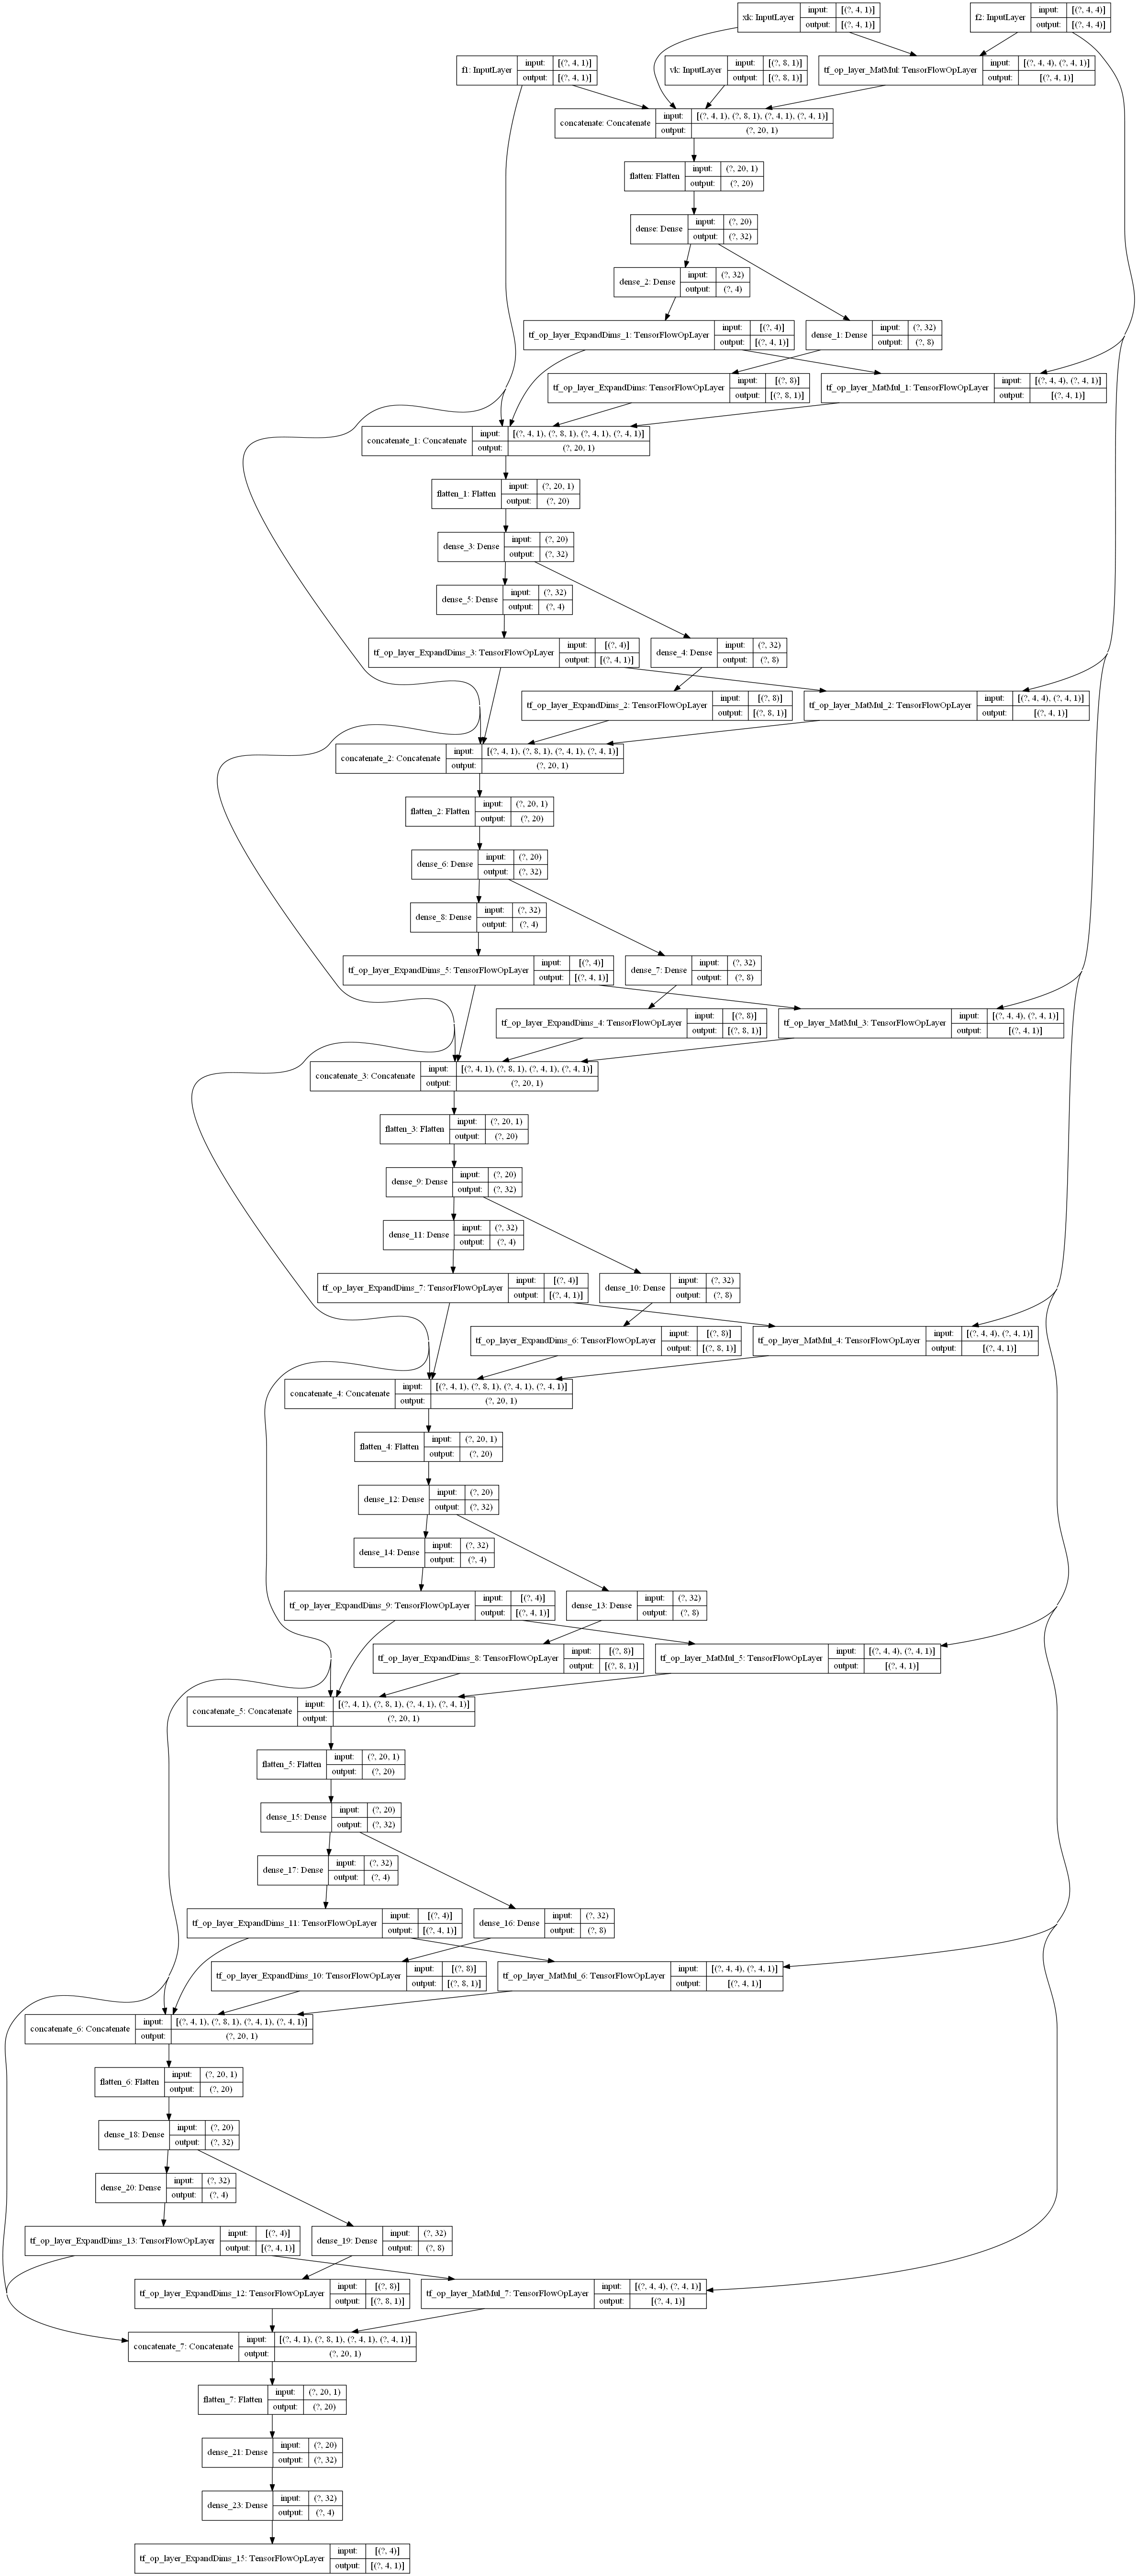 xk: InputLayer
input: [(?, 4, 1)]
output: [(?, 4, 1)]
f2: InputLayer
input: [(?, 4, 4)]
output: [(?, 4, 4)]
f1: InputLayer
input: [(?, 4, 1)]
output: [(?, 4, 1)]
vk: InputLayer
input: [(?, 8, 1)]
output: [(?, 8, 1)]
tf_op_layer_MatMul: TensorFlowOpLayer
input: [(?, 4, 4), (?, 4, 1)]
output: [(?, 4, 1)]
concatenate: Concatenate
input: [(?, 4, 1), (?, 8, 1), (?, 4, 1), (?, 4, 1)]
output: (?, 20, 1)
flatten: Flatten
input: (?, 20, 1)
output: (?, 20)
dense: Dense
input: (?, 20)
output: (?, 32)
dense_2: Dense
input: (?, 32)
output: (?, 4)
tf_op_layer_ExpandDims_1: TensorFlowOpLayer
input: [(?, 4)]
output: [(?, 4, 1)]
dense_1: Dense
input: (?, 32)
output: (?, 8)
tf_op_layer_ExpandDims: TensorFlowOpLayer
input: [(?, 8)]
output: [(?, 8, 1)]
tf_op_layer_MatMul_1: TensorFlowOpLayer
input: [(?, 4, 4), (?, 4, 1)]
output: [(?, 4, 1)]
concatenate_1: Concatenate
input: [(?, 4, 1), (?, 8, 1), (?, 4, 1), (?, 4, 1)]
output: (?, 20, 1)
flatten_1: Flatten
input: (?, 20, 1)
output: (?, 20)
dense_3: Dense
input: (?, 20)
output: (?, 32)
dense_5: Dense
input: (?, 32)
output: (?, 4)
tf_op_layer_ExpandDims_3: TensorFlowOpLayer
input: [(?, 4)]
output: [(?, 4, 1)]
dense_4: Dense
input: (?, 32)
output: (?, 8)
tf_op_layer_ExpandDims_2: TensorFlowOpLayer
input: [(?, 8)]
output: [(?, 8, 1)]
tf_op_layer_MatMul_2: TensorFlowOpLayer
input: [(?, 4, 4), (?, 4, 1)]
output: [(?, 4, 1)]
concatenate_2: Concatenate
input: [(?, 4, 1), (?, 8, 1), (?, 4, 1), (?, 4, 1)]
output: (?, 20, 1)
flatten_2: Flatten
input: (?, 20, 1)
output: (?, 20)
dense_6: Dense
input: (?, 20)
output: (?, 32)
dense_8: Dense
input: (?, 32)
output: (?, 4)
tf_op_layer_ExpandDims_5: TensorFlowOpLayer
input: [(?, 4)]
output: [(?, 4, 1)]
dense_7: Dense
input: (?, 32)
output: (?, 8)
tf_op_layer_ExpandDims_4: TensorFlowOpLayer
input: [(?, 8)]
output: [(?, 8, 1)]
tf_op_layer_MatMul_3: TensorFlowOpLayer
input: [(?, 4, 4), (?, 4, 1)]
output: [(?, 4, 1)]
concatenate_3: Concatenate
input: [(?, 4, 1), (?, 8, 1), (?, 4, 1), (?, 4, 1)]
output: (?, 20, 1)
flatten_3: Flatten
input: (?, 20, 1)
output: (?, 20)
dense_9: Dense
input: (?, 20)
output: (?, 32)
dense_11: Dense
input: (?, 32)
output: (?, 4)
tf_op_layer_ExpandDims_7: TensorFlowOpLayer
input: [(?, 4)]
output: [(?, 4, 1)]
dense_10: Dense
input: (?, 32)
output: (?, 8)
tf_op_layer_ExpandDims_6: TensorFlowOpLayer
input: [(?, 8)]
output: [(?, 8, 1)]
tf_op_layer_MatMul_4: TensorFlowOpLayer
input: [(?, 4, 4), (?, 4, 1)]
output: [(?, 4, 1)]
concatenate_4: Concatenate
input: [(?, 4, 1), (?, 8, 1), (?, 4, 1), (?, 4, 1)]
output: (?, 20, 1)
flatten_4: Flatten
input: (?, 20, 1)
output: (?, 20)
dense_12: Dense
input: (?, 20)
output: (?, 32)
dense_14: Dense
input: (?, 32)
output: (?, 4)
tf_op_layer_ExpandDims_9: TensorFlowOpLayer
input: [(?, 4)]
output: [(?, 4, 1)]
dense_13: Dense
input: (?, 32)
output: (?, 8)
tf_op_layer_ExpandDims_8: TensorFlowOpLayer
input: [(?, 8)]
output: [(?, 8, 1)]
tf_op_layer_MatMul_5: TensorFlowOpLayer
input: [(?, 4, 4), (?, 4, 1)]
output: [(?, 4, 1)]
concatenate_5: Concatenate
input: [(?, 4, 1), (?, 8, 1), (?, 4, 1), (?, 4, 1)]
output: (?, 20, 1)
flatten_5: Flatten
input: (?, 20, 1)
output: (?, 20)
dense_15: Dense
input: (?, 20)
output: (?, 32)
dense_17: Dense
input: (?, 32)
output: (?, 4)
tf_op_layer_ExpandDims_11: TensorFlowOpLayer
input: [(?, 4)]
output: [(?, 4, 1)]
dense_16: Dense
input: (?, 32)
output: (?, 8)
tf_op_layer_ExpandDims_10: TensorFlowOpLayer
input: [(?, 8)]
output: [(?, 8, 1)]
tf_op_layer_MatMul_6: TensorFlowOpLayer
input: [(?, 4, 4), (?, 4, 1)]
output: [(?, 4, 1)]
concatenate_6: Concatenate
input: [(?, 4, 1), (?, 8, 1), (?, 4, 1), (?, 4, 1)]
output: (?, 20, 1)
flatten_6: Flatten
input: (?, 20, 1)
output: (?, 20)
dense_18: Dense
input: (?, 20)
output: (?, 32)
dense_20: Dense
input: (?, 32)
output: (?, 4)
tf_op_layer_ExpandDims_13: TensorFlowOpLayer
input: [(?, 4)]
output: [(?, 4, 1)]
dense_19: Dense
input: (?, 32)
output: (?, 8)
tf_op_layer_ExpandDims_12: TensorFlowOpLayer
input: [(?, 8)]
output: [(?, 8, 1)]
tf_op_layer_MatMul_7: TensorFlowOpLayer
input: [(?, 4, 4), (?, 4, 1)]
output: [(?, 4, 1)]
concatenate_7: Concatenate
input: [(?, 4, 1), (?, 8, 1), (?, 4, 1), (?, 4, 1)]
output: (?, 20, 1)
flatten_7: Flatten
input: (?, 20, 1)
output: (?, 20)
dense_21: Dense
input: (?, 20)
output: (?, 32)
dense_23: Dense
input: (?, 32)
output: (?, 4)
tf_op_layer_ExpandDims_15: TensorFlowOpLayer
input: [(?, 4)]
output: [(?, 4, 1)]